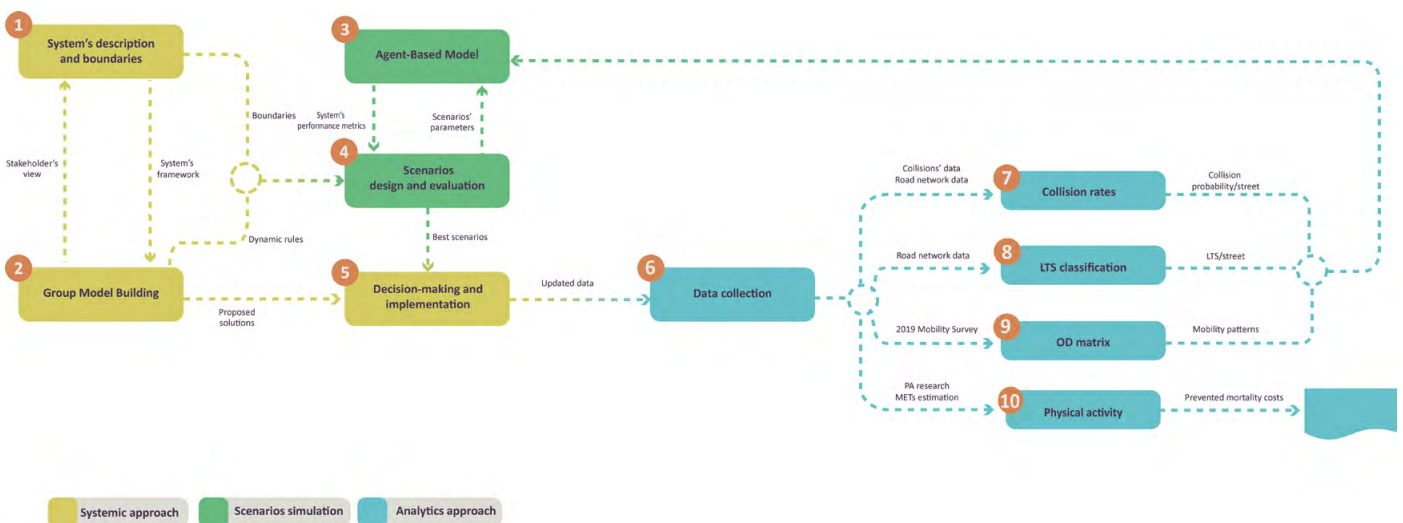 1
System's description
and boundaries
3
Agent-Based Model
Boundaries
System's
performance metrics
Scenarios'
parameters
Stakeholder's
view
System's
framework
4
Scenarios
design and evaluation
Dynamic rules
Best scenarios
2
Group Model Building
Proposed
solutions
5
Decision-making and
implementation
Updated data
6
Data collection
Collisions' data
Road network data
7
Collision rates
Collision
probability/street
Road network data
8
LTS classification
LTS/street
2019 Mobility Survey
9
OD matrix
Mobility patterns
PA research
METs estimation
10
Physical activity
Prevented mortality costs
Systemic approach
Scenarios simulation
Analytics approach